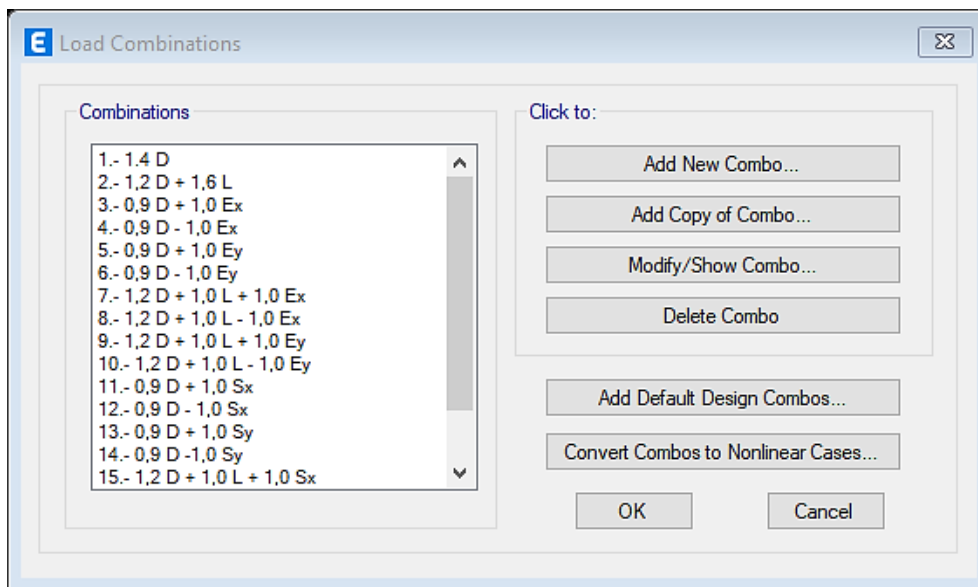 E Load Combinations
Combinations
1.- 1.4 D
2.- 1,2 D + 1,6 L
3.- 0,9 D + 1,0 Ex
4.- 0,9 D - 1,0 Ex
5.- 0,9 D + 1,0 Ey
6.- 0,9 D - 1,0 Ey
7.- 1,2 D + 1,0 L + 1,0 Ex
8.- 1,2 D + 1,0 L - 1,0 Ex
9.- 1,2 D + 1,0 L + 1,0 Ey
10.- 1,2 D + 1,0 L - 1,0 Ey
11.- 0,9 D + 1,0 Sx
12.- 0,9 D - 1,0 Sx
13.- 0,9 D + 1,0 Sy
14.- 0,9 D -1,0 Sy
15.- 1,2 D + 1,0 L + 1,0 Sx
Click to:
Add New Combo...
Add Copy of Combo...
Modify/Show Combo...
Delete Combo
Add Default Design Combos...
Convert Combos to Nonlinear Cases...
OK
Cancel